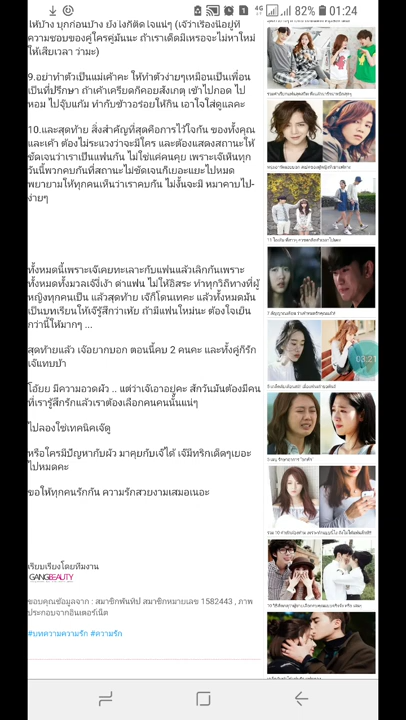 82% 01:24
ให้บ้าง บุกก่อนบ้าง ยัง ไงก็ติด ใจแน่ๆ (เจ๊ว่าเรื่องนี้อยู่ที่
ความชอบของคู่ใครคู่มันนะ ถ้าเราเด็ดมีเหรอจะไม่หาใหม่
ให้เสียเวลา ว่ามะ)
9.อย่าทำตัวเป็นแม่เค้าคะ ให้ทำตัวง่ายๆเหมือนเป็นเพื่อน
เป็นที่ปรึกษา ถ้าเค้าเครียดก็คอยสังเกตุ เข้าไปกอด ไป
หอม ไปจุ๊บแก้ม ทำกับข้าวอร่อยให้กิน เอาใจใส่ดูแลคะ
10.และสุดท้าย สิ่งสำคัญที่สุดคือการไว้ใจกัน ของทั้งคุณ
และเค้า ต้องไม่ระแวงว่าจะมีใคร และต้องแสดงสถานะให้
ชัดเจนว่าเราเป็นแฟนกัน ไม่ใช่แค่คนคุย เพราะเจ๊เห็นทุก
วันนี้พวกคบกันที่สถานะไม่ชัดเจนก็เยอะแยะไปหมด
พยายามให้ทุกคนเห็นว่าเราคบกัน ไม่งั้นจะมี หมาคาบไป-
ง่ายๆ
ทั้งหมดนี้เพราะเจ๊เคยทะเลาะกับแฟนแล้วเลิกกันเพราะ
ทั้งหมดทั้งมวลเจ๊ขี้เง้า ด่าแฟน ไม่ให้อิสระ ทำทุกวิถีทางที่ผู้
หญิงทุกคนเป็น แล้วสุดท้าย เจ๊ก็โดนเทคะ แล้วทั้งหมดมัน
เป็นบทเรียนให้เจ๊รู้สึกว่าเห้ย ถ้ามีแฟนใหม่นะ ต้องใจเย็น
กว่านี้ให้มากๆ ...
สุดท้ายแล้ว เจ้อยากบอก ตอนนี้คบ 2 คนคะ และทั้งคู่ก็รัก
เจ๊แทบบ้า
โอ้ยย มีความอวดผัว .. แต่ว่าเจ๊เอาอยู่คะ สักวันมันต้องมีคน
ที่เรารู้สึกรักแล้วเราต้องเลือกคนคนนั้นแน่ๆ
ไปลองใช้เทคนิคเจ๊ดู
หรือใครมีปัญหากับผัว มาคุยกับเจ้ได้ เจ๊มีทริกเด็ดๆเยอะ
ไปหมดคะ
ขอให้ทุกคนรักกัน ความรักสวยงามเสมอเนอะ
เรียบเรียงโดยทีมงาน
GANGBEAUTY
ขอบคุณข้อมูลจาก : สมาชิกพันทิป สมาชิกหมายเลข 1582443 , ภาพ
ประกอบจากอินเตอร์เน็ต
#บทความความรัก #ความรัก
03:21